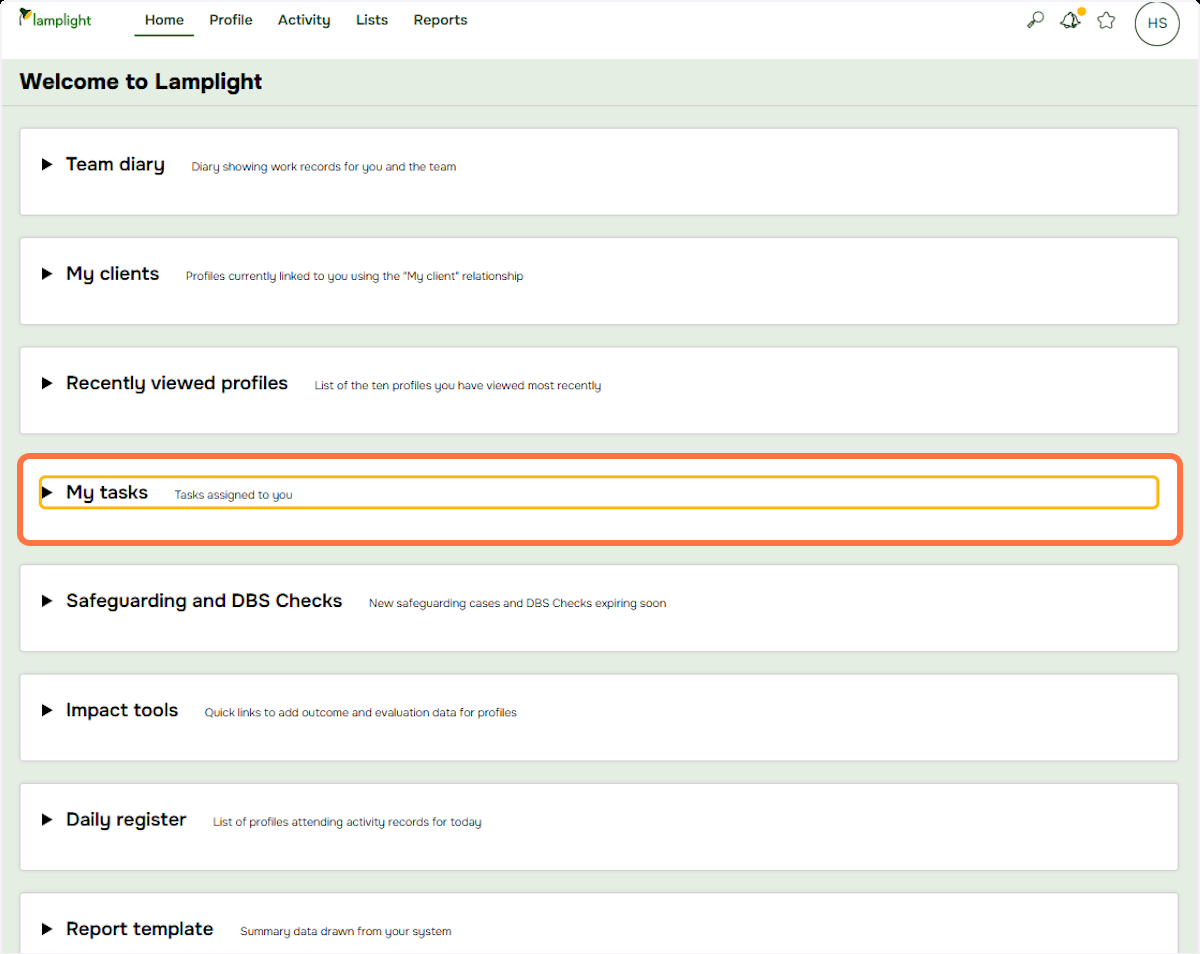 lamplight Home Profile Activity Lists Reports HS
Welcome to Lamplight
Team diary Diary showing work records for you and the team
My clients Profiles currently linked to you using the "My client" relationship
Recently viewed profiles List of the ten profiles you have viewed most recently
My tasks Tasks assigned to you
Safeguarding and DBS Checks New safeguarding cases and DBS Checks expiring soon
Impact tools Quick links to add outcome and evaluation data for profiles
Daily register List of profiles attending activity records for today
Report template Summary data drawn from your system